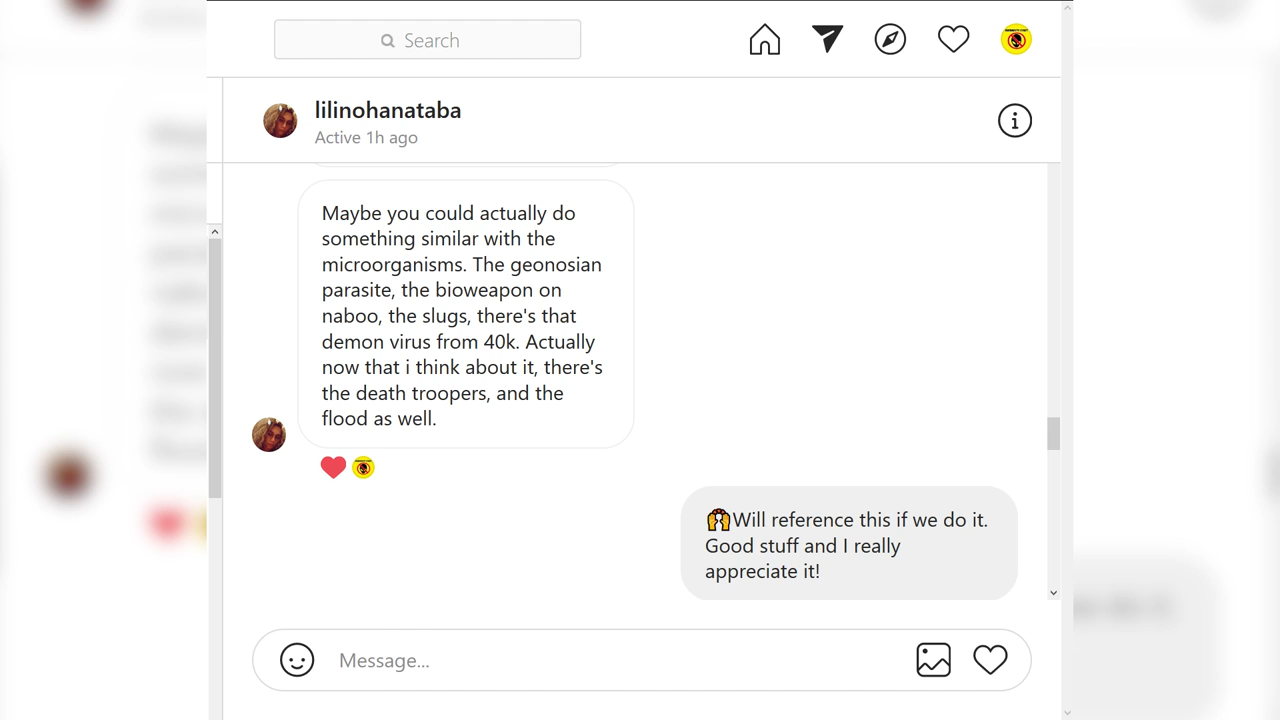 Search
lilinohanataba
Active 1h ago
Maybe you could actually do
something similar with the
microorganisms. The geonosian
parasite, the bioweapon on
naboo, the slugs, there's that
demon virus from 40k. Actually
now that i think about it, there's
the death troopers, and the
flood as well.
🙌Will reference this if we do it.
Good stuff and I really
appreciate it!
Message...